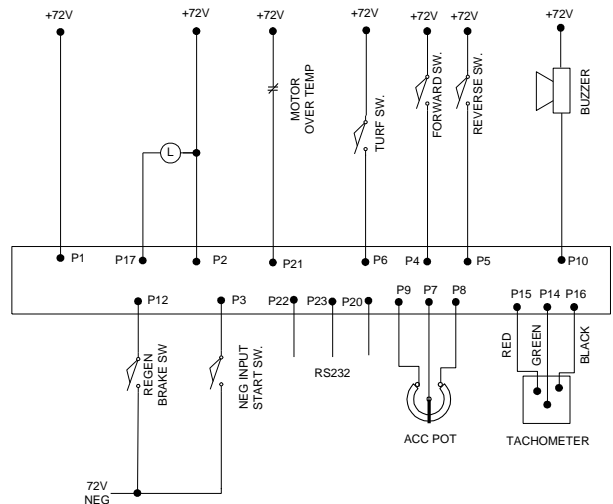 +72V
+72V
+72V
+72V
+72V
+72V
+72V
MOTOR
OVER TEMP
TURF SW.
FORWARD SW.
REVERSE SW.
BUZZER
L
P1
P17
P2
P21
P6
P4
P5
P10
P12
P3
P22
P23
P20
P9
P7
P8
P15
P14
P16
REGEN
BRAKE SW
NEG INPUT
START SW.
RS232
RED
GREEN
BLACK
ACC POT
TACHOMETER
72V
NEG